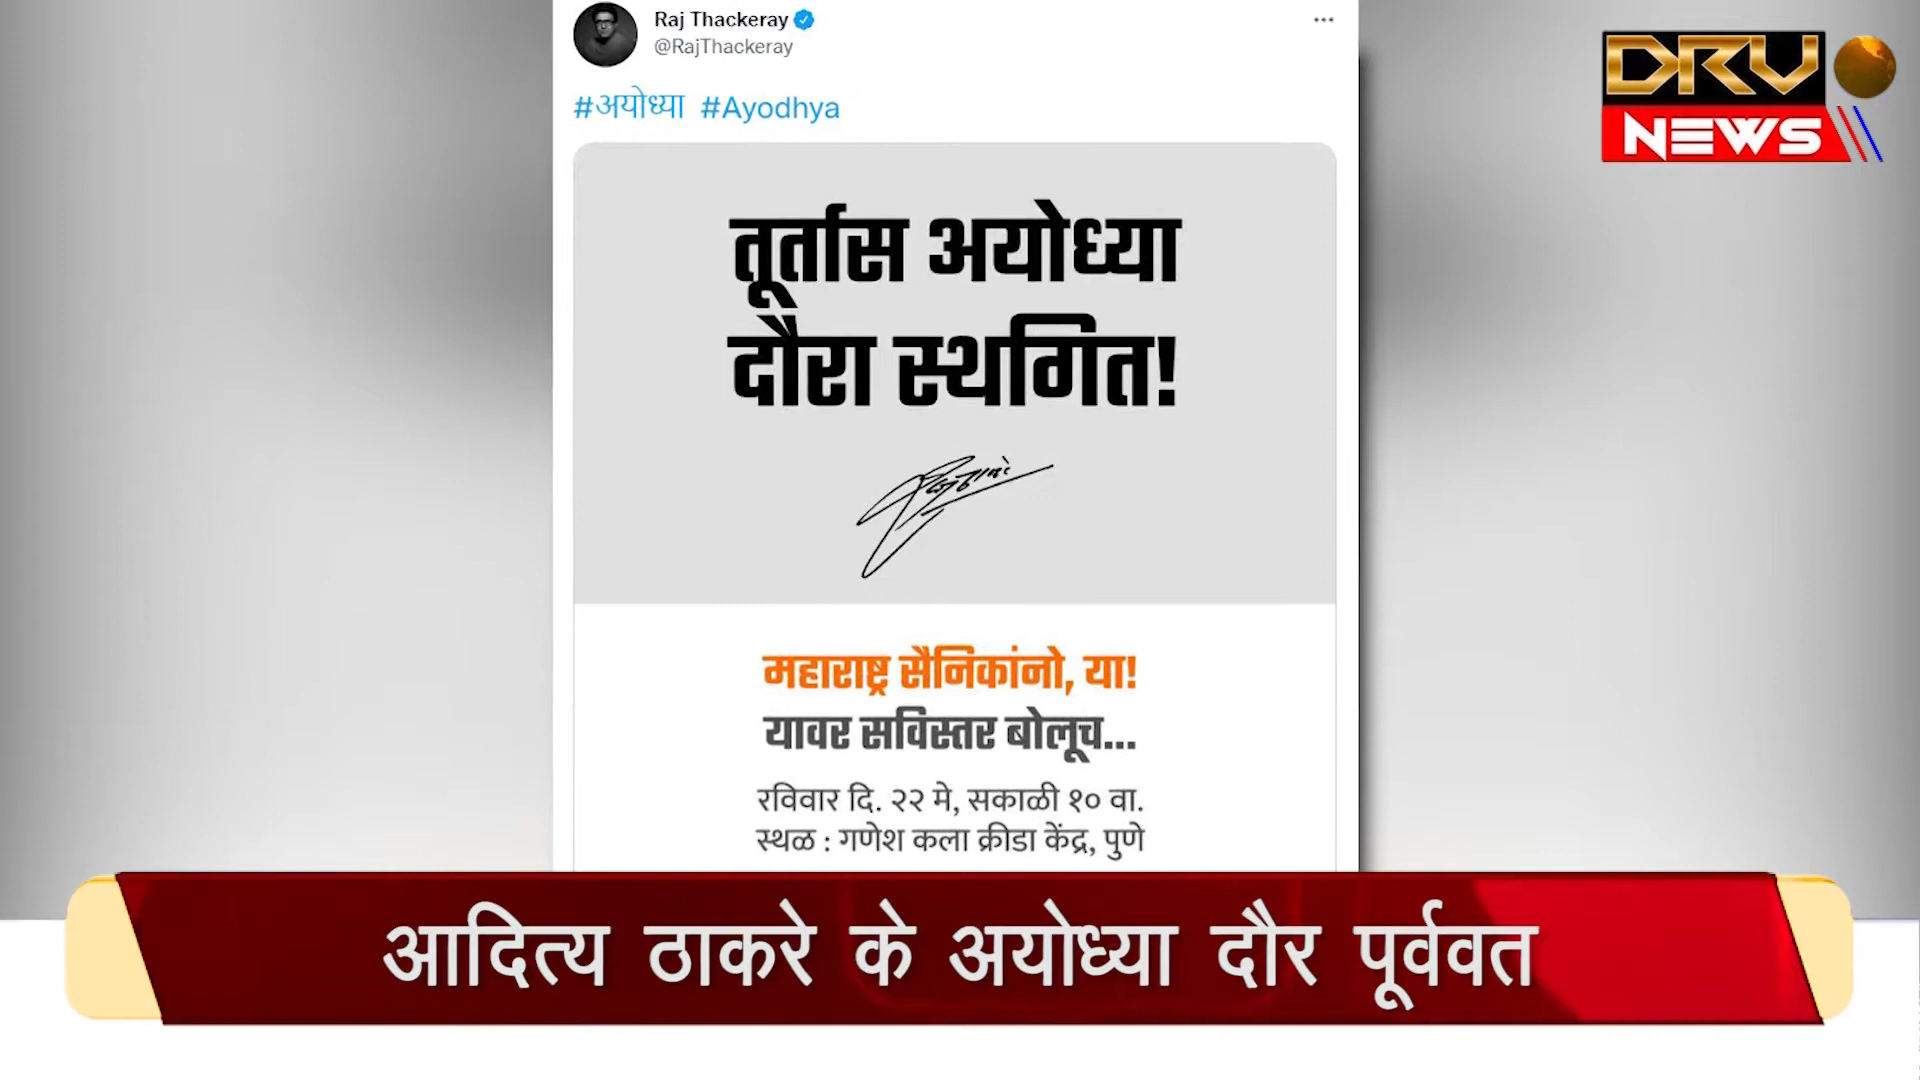 Raj Thackeray
@RajThackeray
#अयोध्या #Ayodhya
DRV
NEWS
तूर्तास अयोध्या
दौरा स्थगित!
महाराष्ट्र सैनिकांनो, या!
यावर सविस्तर बोलूच...
रविवार दि. २२ मे, सकाळी १० वा.
स्थळ : गणेश कला क्रीडा केंद्र, पुणे
आदित्य ठाकरे के अयोध्या दौर पूर्ववत